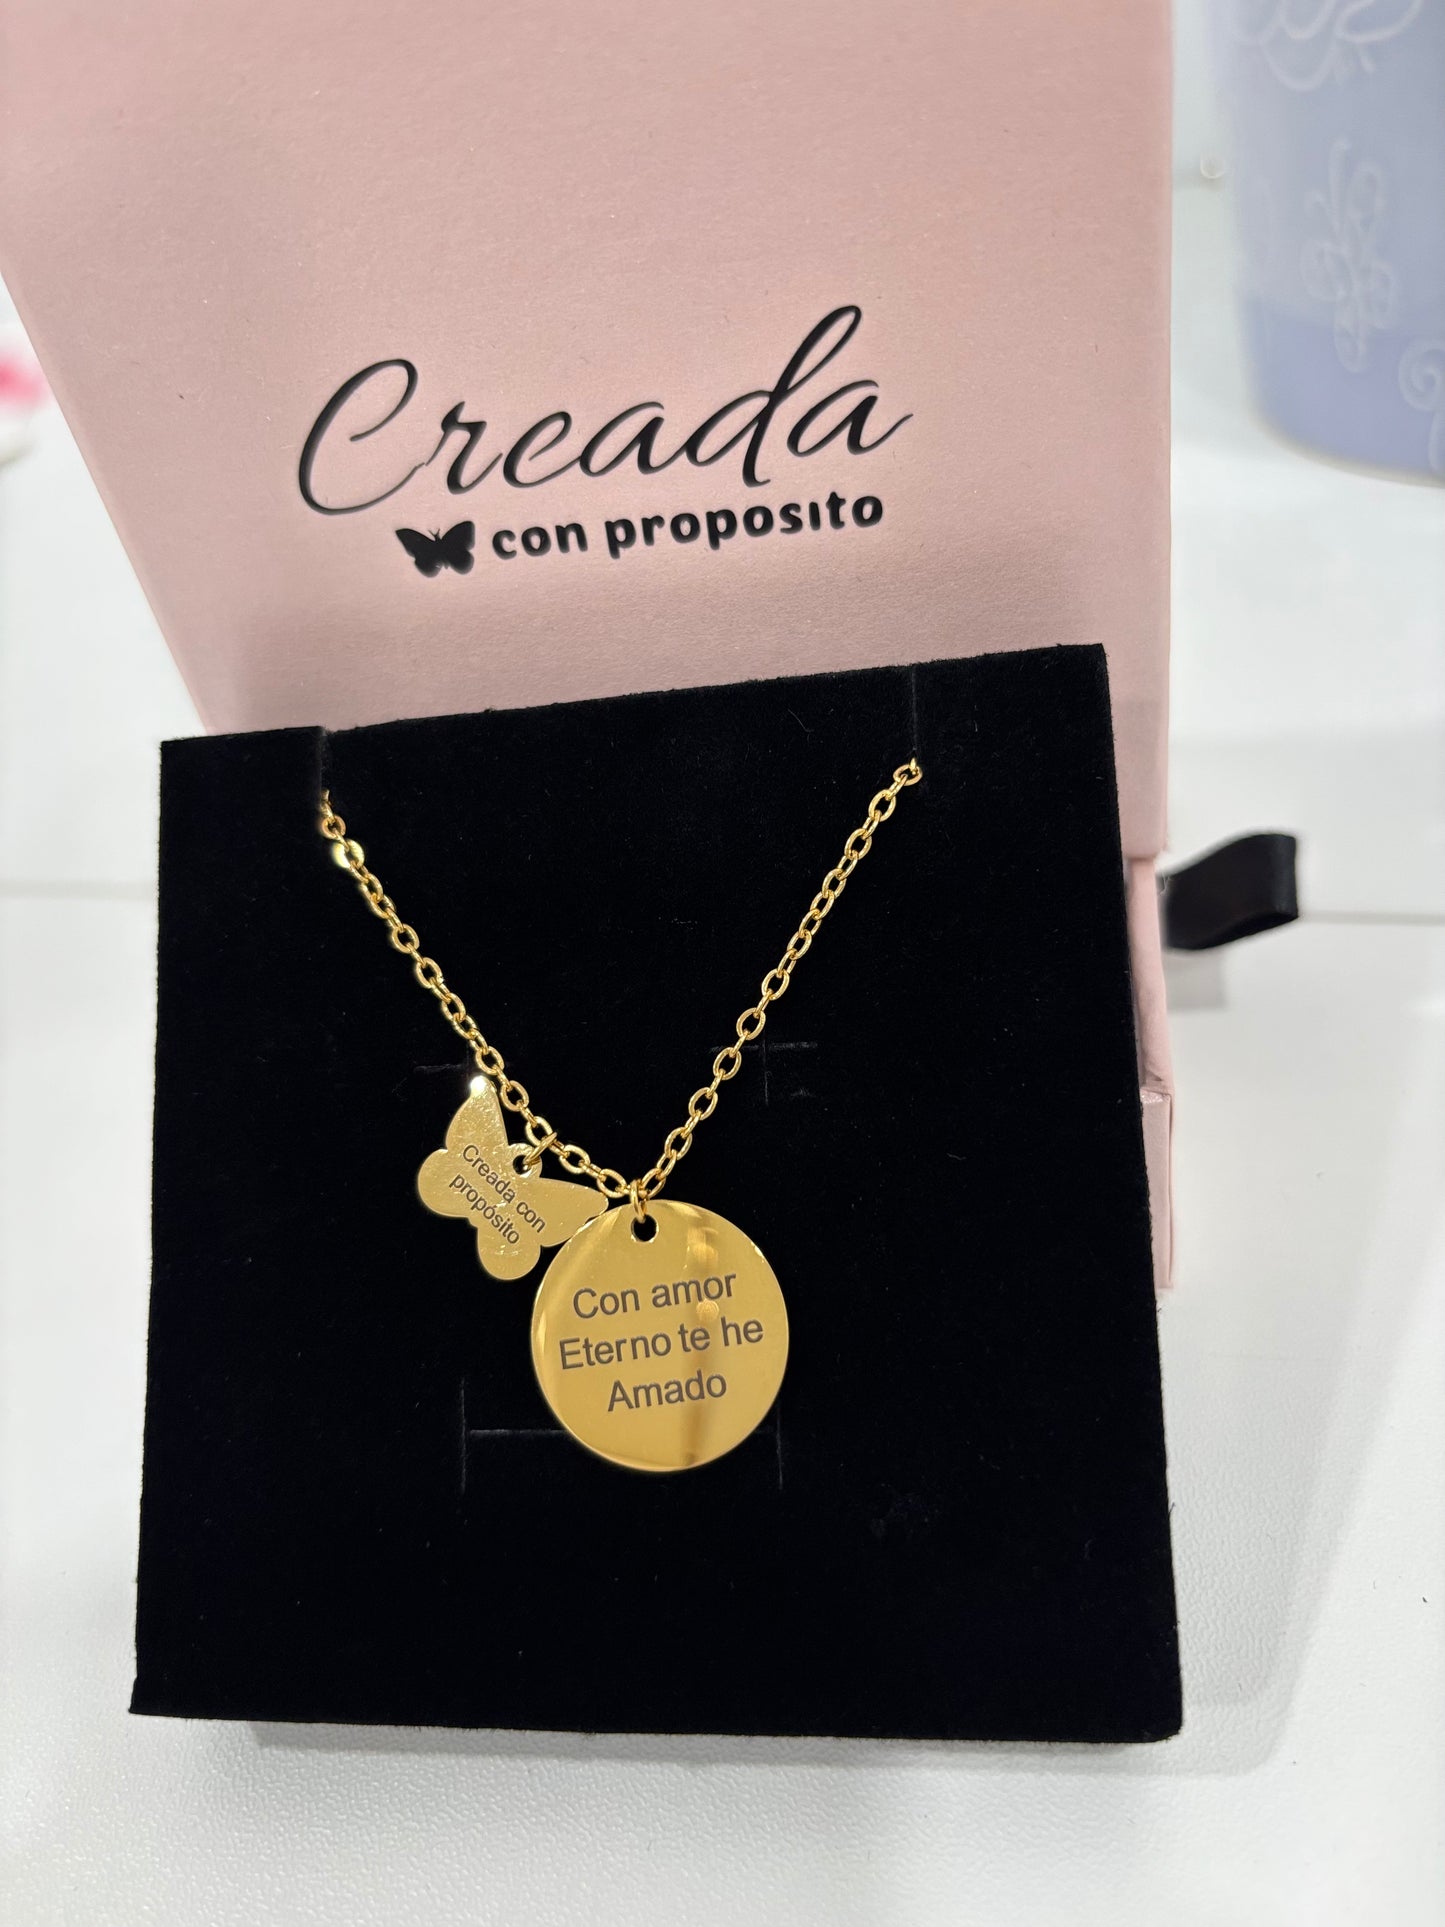 Creada
con proposito
Creada con
propósito
Con amor
Eterno te he
Amado